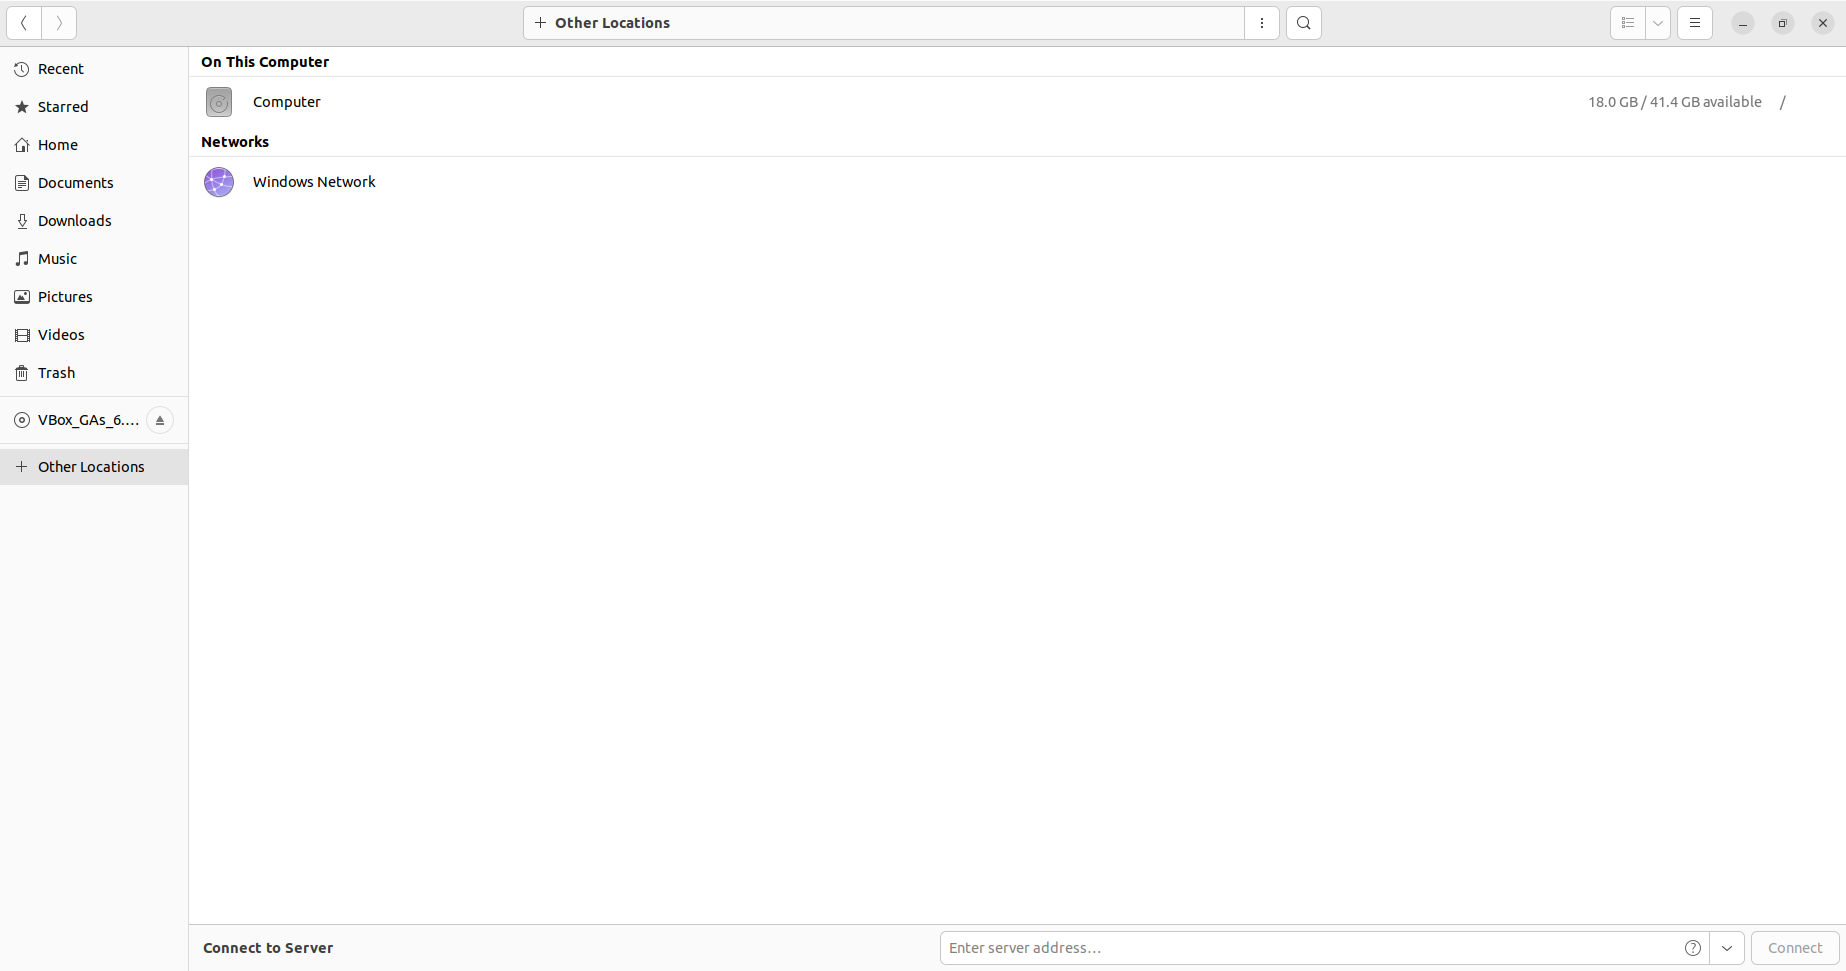 Other Locations
Recent
Starred
Home
Documents
Downloads
Music
Pictures
Videos
Trash
VBox_GAs_6.…
Other Locations
On This Computer
Computer 18.0 GB / 41.4 GB available /
Networks
Windows Network
Connect to Server Enter server address… Connect